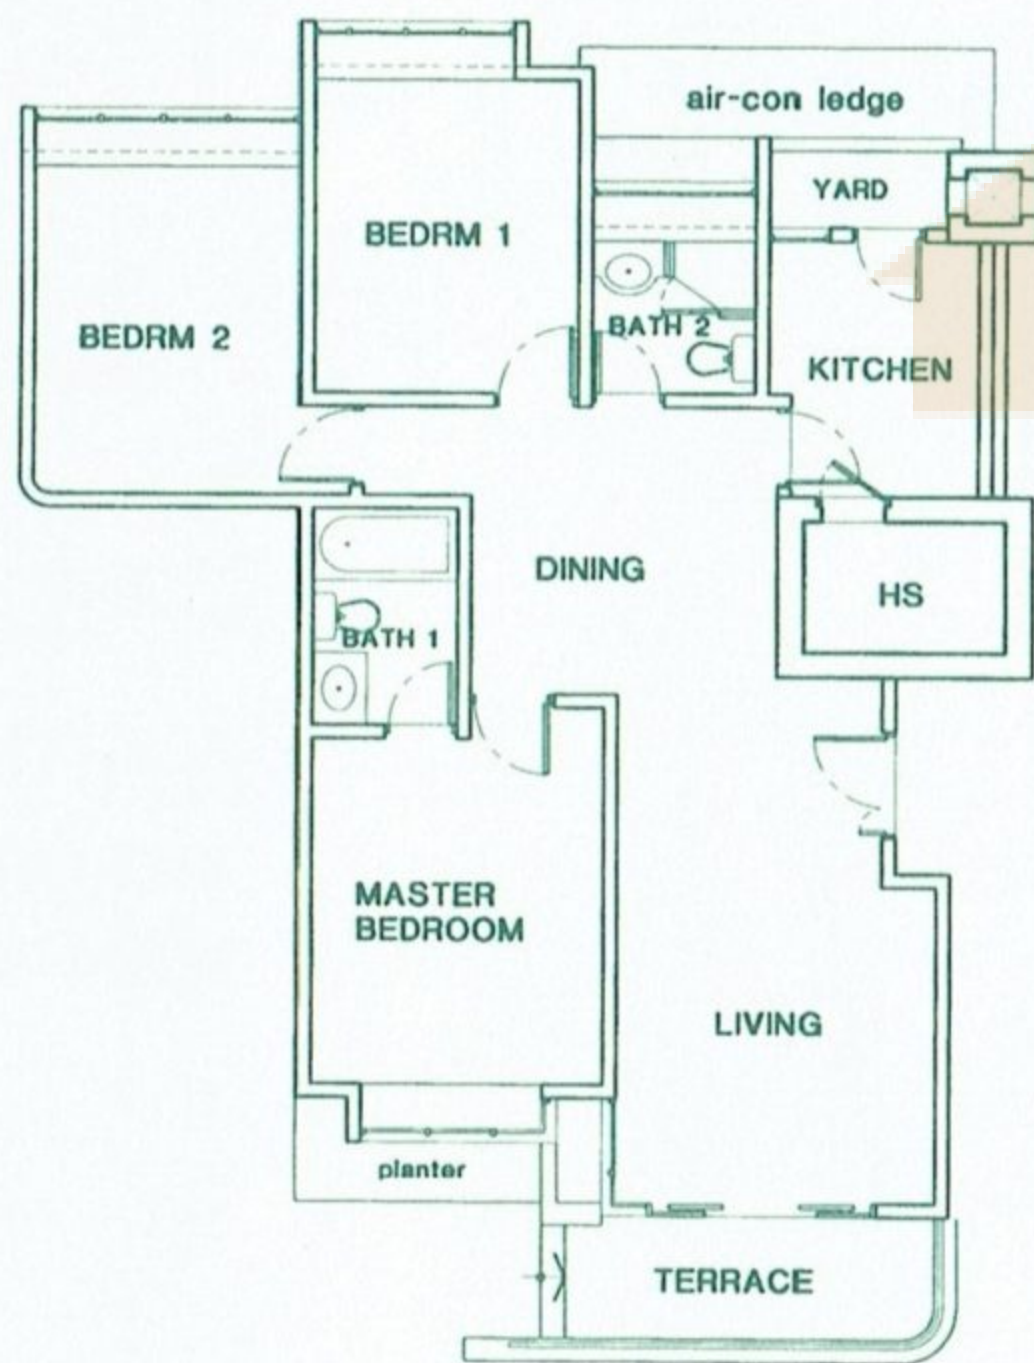 air-con ledge
YARD
BEDRM 1
BEDRM 2
BATH 2
KITCHEN
DINING
HS
BATH 1
MASTER
BEDROOM
LIVING
planter
TERRACE